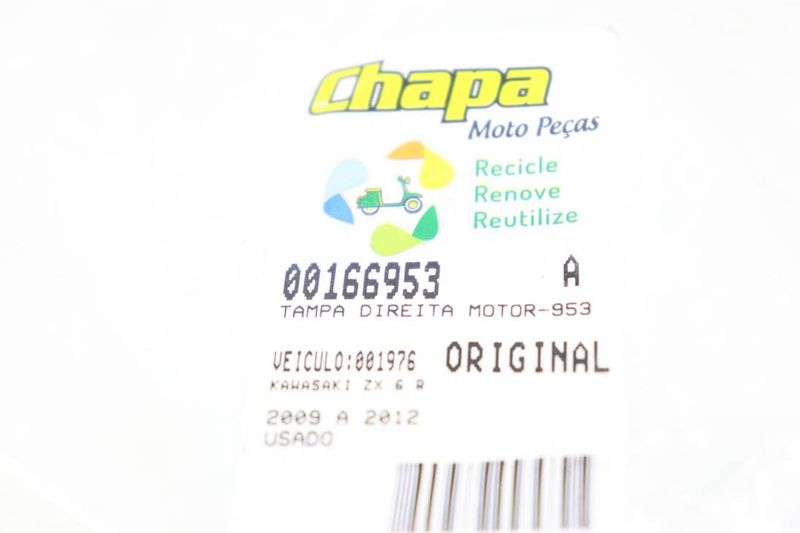 Chapa
Moto Peças
Recicle
Renove
Reutilize
00166953 A
TAMPA DIREITA MOTOR-953
VEICULO:001976 ORIGINAL
KAWASAKI ZX 6 R
2009 A 2012
USADO